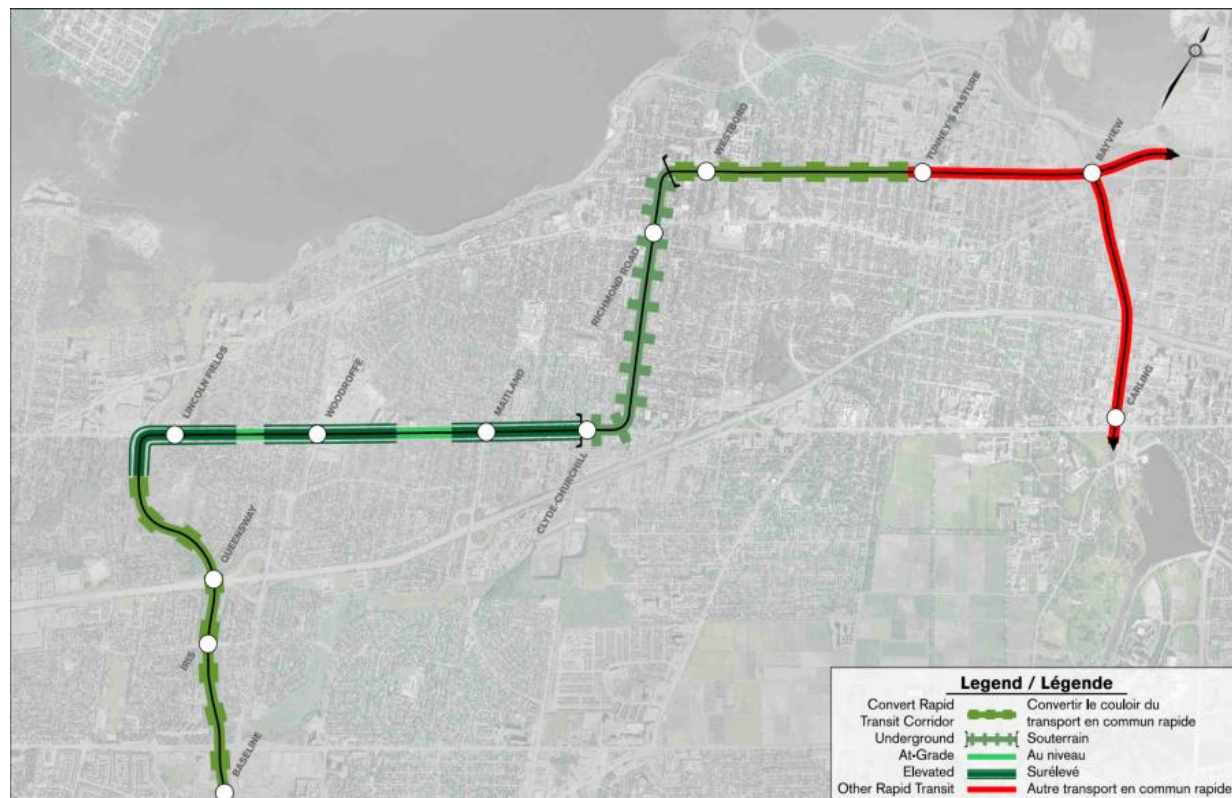 WESTBORO
TUNNEY'S PASTURE
BAYVIEW
RICHMOND ROAD
CARLING
LINCOLN FIELDS
WOODROFFE
MAITLAND
CLYDE-CHURCHILL
QUEENSWAY
IRIS
BASELINE
Legend / Légende
Convert Rapid Transit Corridor
Convertir le couloir du transport en commun rapide
Underground Souterrain
At-Grade Au niveau
Elevated Surélevé
Other Rapid Transit Autre transport en commun rapide